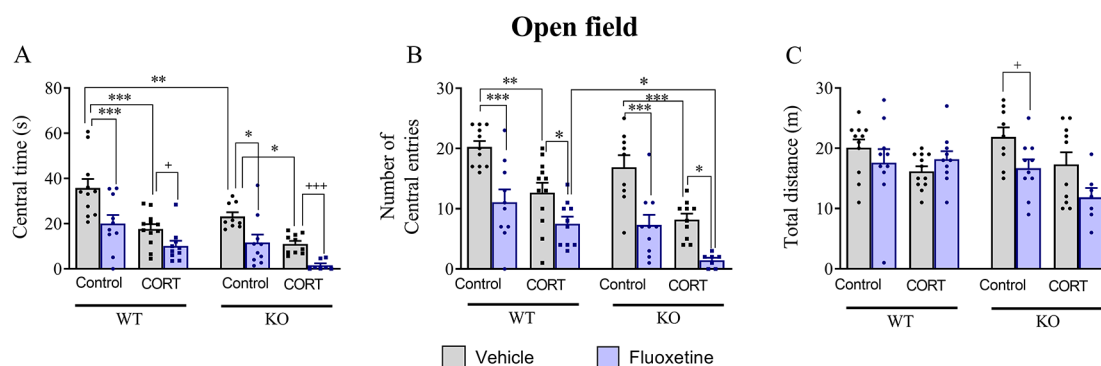 Open field
A
Central time (s)
80
60
40
20
0
**
***
***
+
*
*
+++
Control
CORT
Control
CORT
WT
KO
B
Number of
Central entries
30
20
10
0
**
***
*
*
***
***
*
Control
CORT
Control
CORT
WT
KO
C
Total distance (m)
30
20
10
0
+
Control
CORT
Control
CORT
WT
KO
Vehicle
Fluoxetine